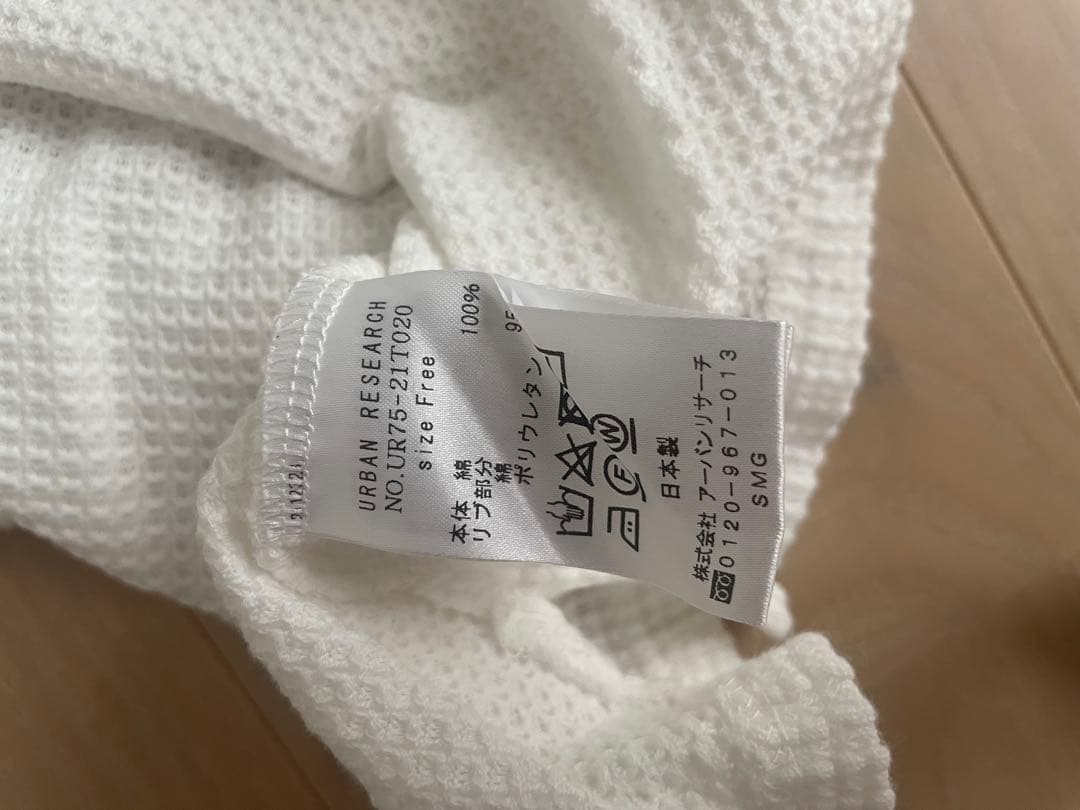 URBAN RESEARCH
NO.UR75-21T020
size Free
本体 綿 100%
リブ部分
綿 95
ポリウレタン
W
F
日本製
株式会社 アーバンリサーチ
0120-967-013
SMG